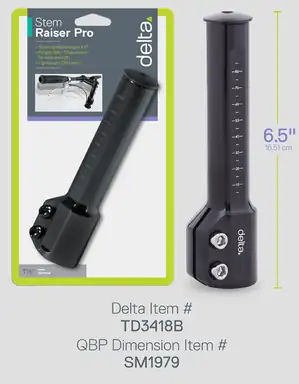 Stem
Raiser Pro
delta
6.5"
16.51 cm
delta
Delta Item #
TD3418B
QBP Dimension Item #
SM1979